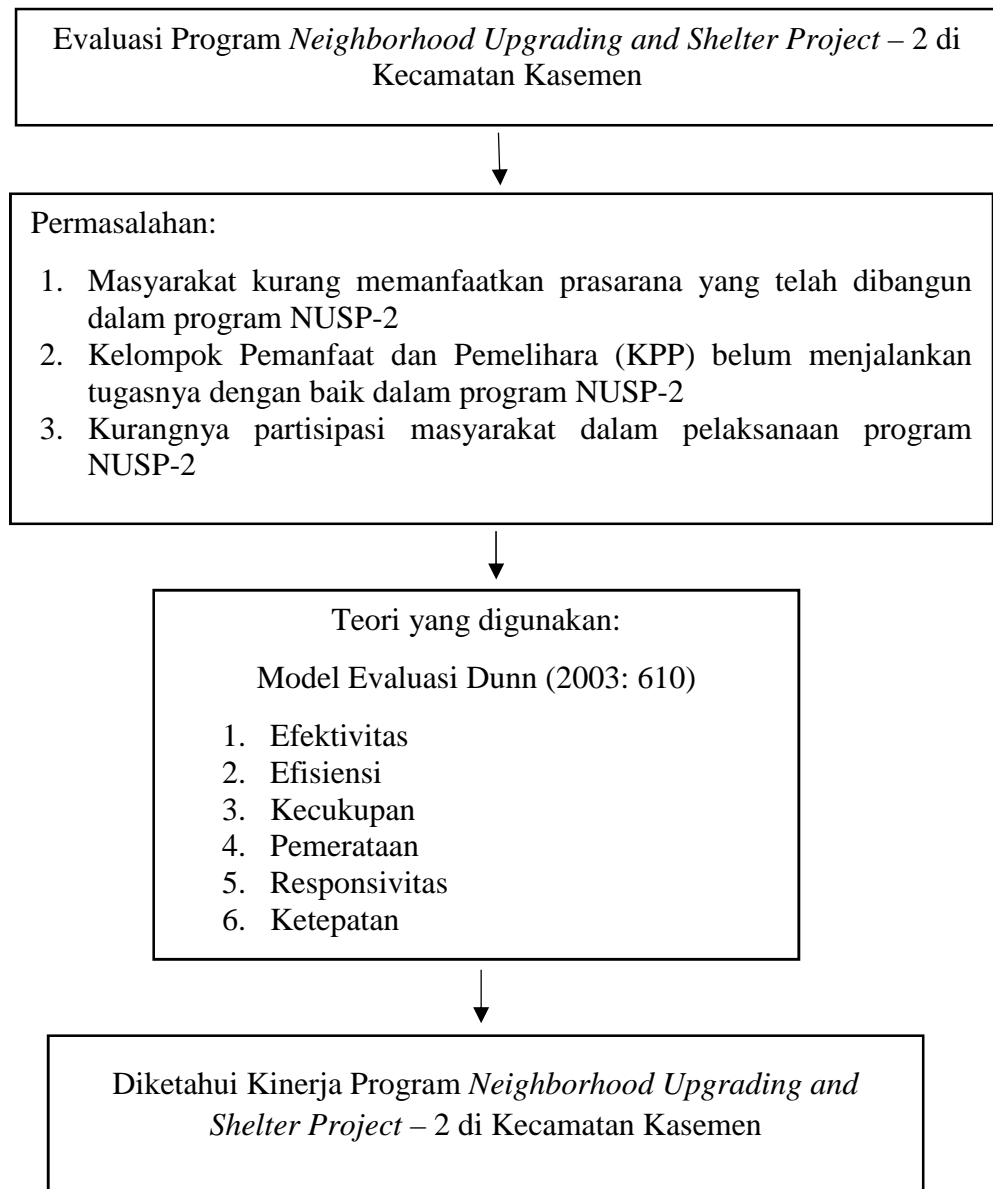 Evaluasi Program Neighborhood Upgrading and Shelter Project – 2 di
Kecamatan Kasemen
Permasalahan:
1. Masyarakat kurang memanfaatkan prasarana yang telah dibangun
dalam program NUSP-2
2. Kelompok Pemanfaat dan Pemelihara (KPP) belum menjalankan
tugasnya dengan baik dalam program NUSP-2
3. Kurangnya partisipasi masyarakat dalam pelaksanaan program
NUSP-2
Teori yang digunakan:
Model Evaluasi Dunn (2003: 610)
1. Efektivitas
2. Efisiensi
3. Kecukupan
4. Pemerataan
5. Responsivitas
6. Ketepatan
Diketahui Kinerja Program Neighborhood Upgrading and
Shelter Project – 2 di Kecamatan Kasemen